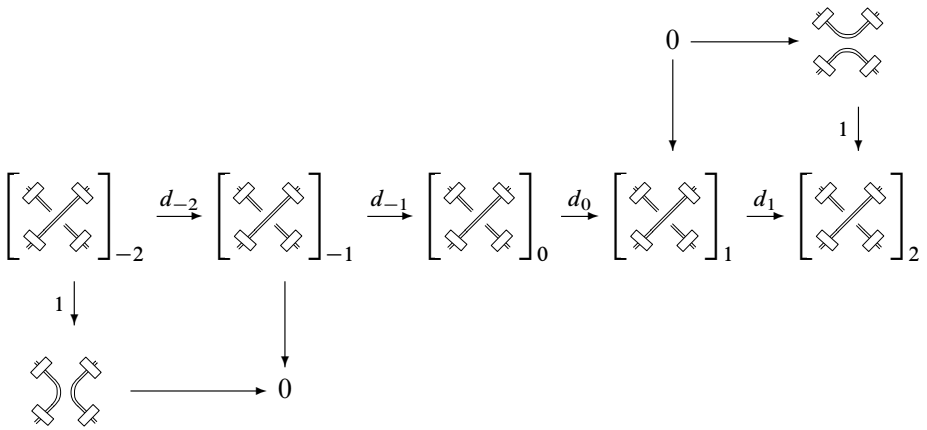 0
1
d₋₂ d₋₁ d₀ d₁
[ ]₋₂ [ ]₋₁ [ ]₀ [ ]₁ [ ]₂
1
0